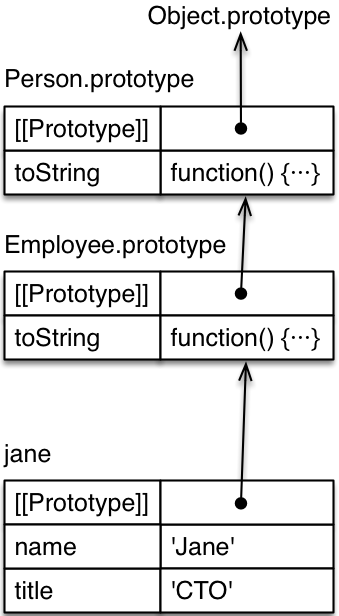 Object.prototype
Person.prototype
[[Prototype]]
toString function() {···}
Employee.prototype
[[Prototype]]
toString function() {···}
jane
[[Prototype]]
name 'Jane'
title 'CTO'